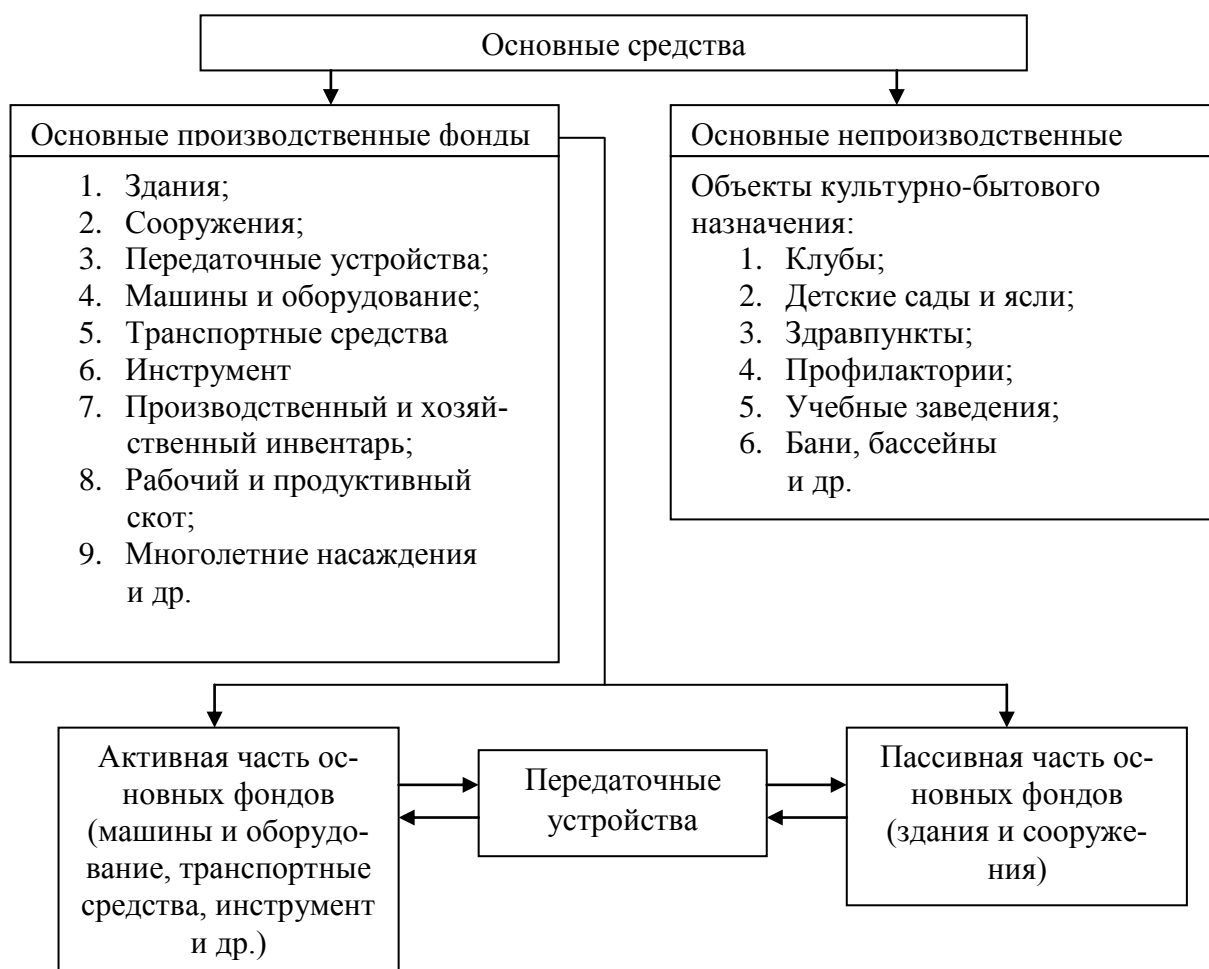 Основные средства
Основные производственные фонды
1. Здания;
2. Сооружения;
3. Передаточные устройства;
4. Машины и оборудование;
5. Транспортные средства
6. Инструмент
7. Производственный и хозяй-
ственный инвентарь;
8. Рабочий и продуктивный
скот;
9. Многолетние насаждения
и др.
Основные непроизводственные
Объекты культурно-бытового
назначения:
1. Клубы;
2. Детские сады и ясли;
3. Здравпункты;
4. Профилактории;
5. Учебные заведения;
6. Бани, бассейны
и др.
Активная часть ос-
новных фондов
(машины и оборудо-
вание, транспортные
средства, инструмент
и др.)
Передаточные
устройства
Пассивная часть ос-
новных фондов
(здания и сооруже-
ния)